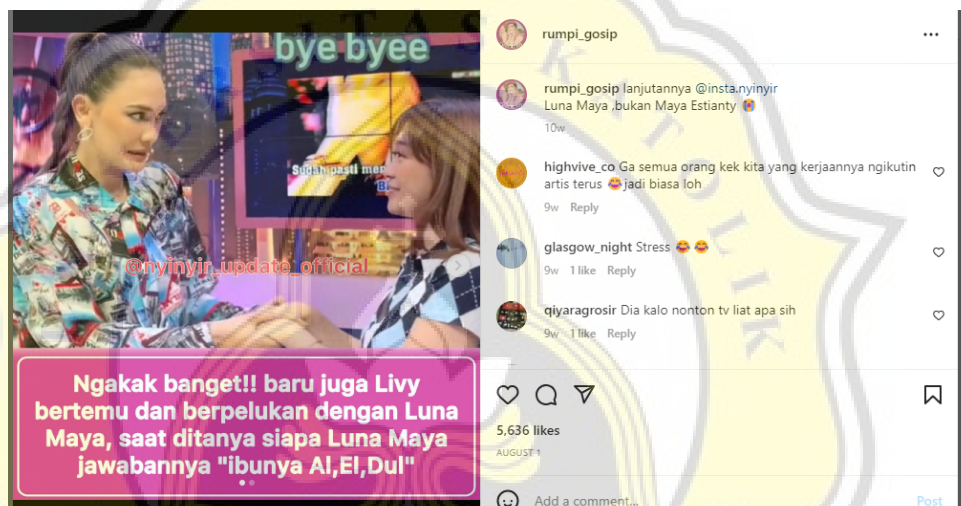 bye byee
Sudah pasti mer
@nyinyir_update_official
Ngakak banget!! baru juga Livy
bertemu dan berpelukan dengan Luna
Maya, saat ditanya siapa Luna Maya
jawabannya "ibunya Al,El,Dul"
rumpi_gosip
rumpi_gosip lanjutannya @insta.nyinyir
Luna Maya ,bukan Maya Estianty
10w
highvive_co Ga semua orang kek kita yang kerjaannya ngikutin
artis terus 😂jadi biasa loh
9w Reply
glasgow_night Stress 😂 😂
9w 1 like Reply
qiyaragrosir Dia kalo nonton tv liat apa sih
9w 1 like Reply
5,636 likes
AUGUST 1
Add a comment...
Post
TAS KATOLIK